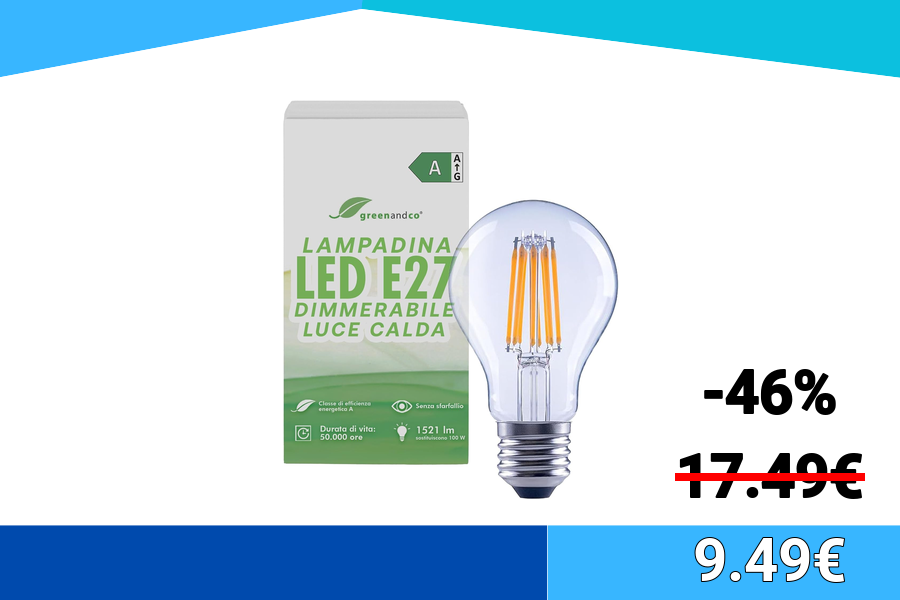 A
A
G
greenandco®
LAMPADINA
LED E27
DIMMERABILE
LUCE CALDA
Classe di efficienza
energetica A
Senza sfarfallio
Durata di vita:
50.000 ore
1521 lm
sostituiscono 100 W
-46%
17.49€
9.49€